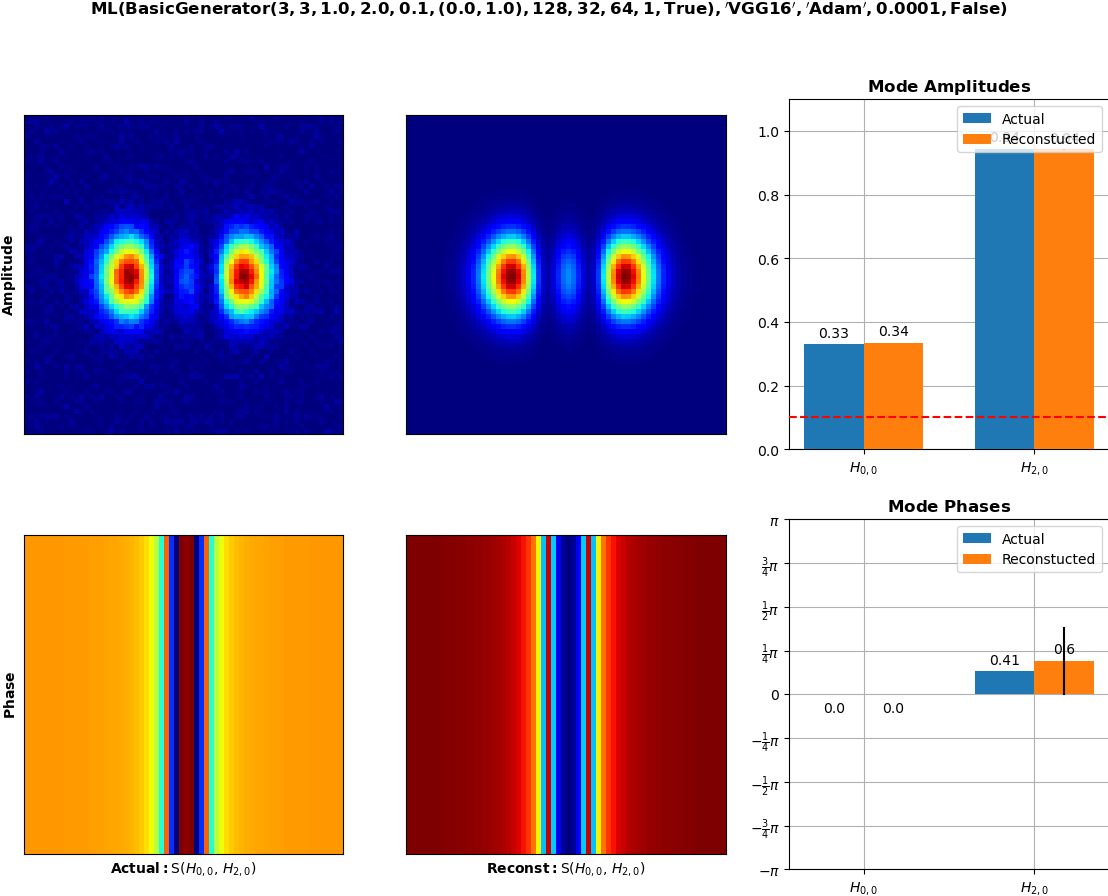 ML(BasicGenerator(3, 3, 1.0, 2.0, 0.1, (0.0, 1.0), 128, 32, 64, 1, True), ′VGG16′, ′Adam′, 0.0001, False)
Mode Amplitudes
Actual
Reconstucted
1.0
0.8
0.6
0.4
0.2
0.0
0.33
0.34
H0, 0
H2, 0
Amplitude
Mode Phases
Actual
Reconstucted
π
3/4π
1/2π
1/4π
0
−1/4π
−1/2π
−3/4π
−π
0.0
0.0
0.41
0.6
H0, 0
H2, 0
Phase
Actual: S(H0, 0, H2, 0)
Reconst: S(H0, 0, H2, 0)